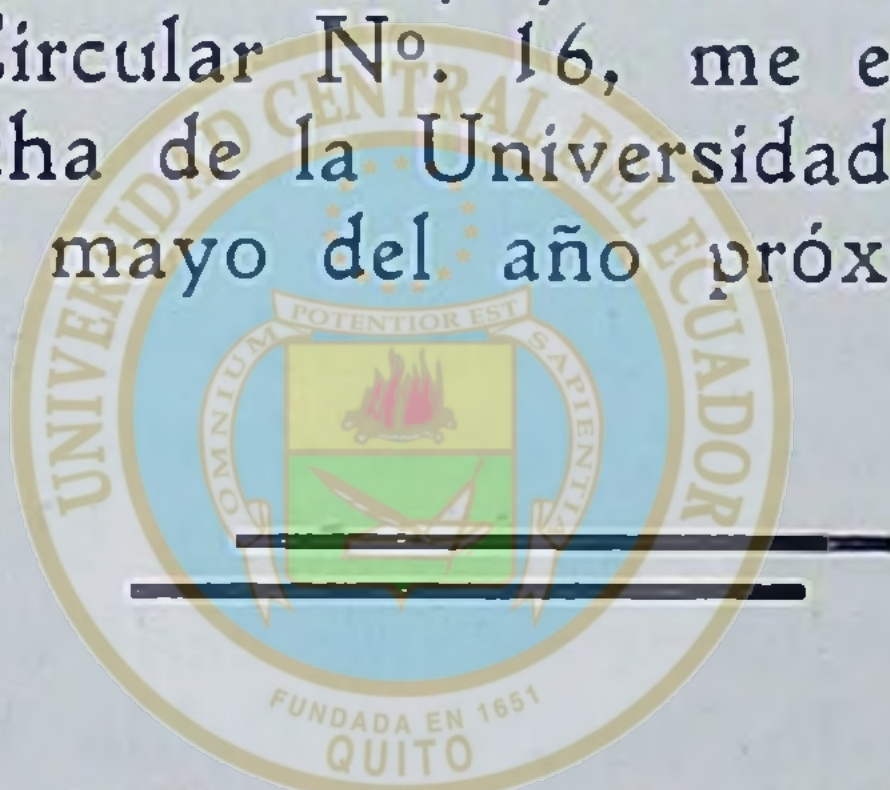 Circular Nº. 16, me e
cha de la Universidad
mayo del año próx
UNIVERSIDAD CENTRAL DEL ECUADOR
OMNIUM POTENTIOR EST SAPIENTIA
FUNDADA EN 1651
QUITO